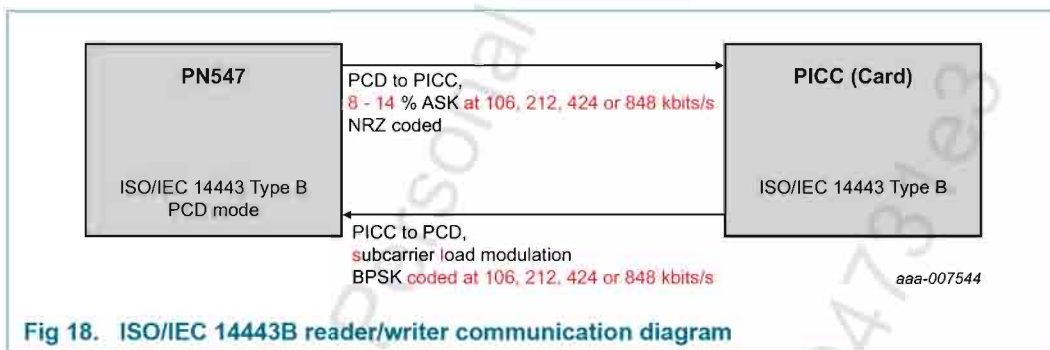 PN547
ISO/IEC 14443 Type B
PCD mode
PCD to PICC,
8 - 14 % ASK at 106, 212, 424 or 848 kbits/s
NRZ coded
PICC to PCD,
subcarrier load modulation
BPSK coded at 106, 212, 424 or 848 kbits/s
PICC (Card)
ISO/IEC 14443 Type B
aaa-007544
Fig 18. ISO/IEC 14443B reader/writer communication diagram
Personal